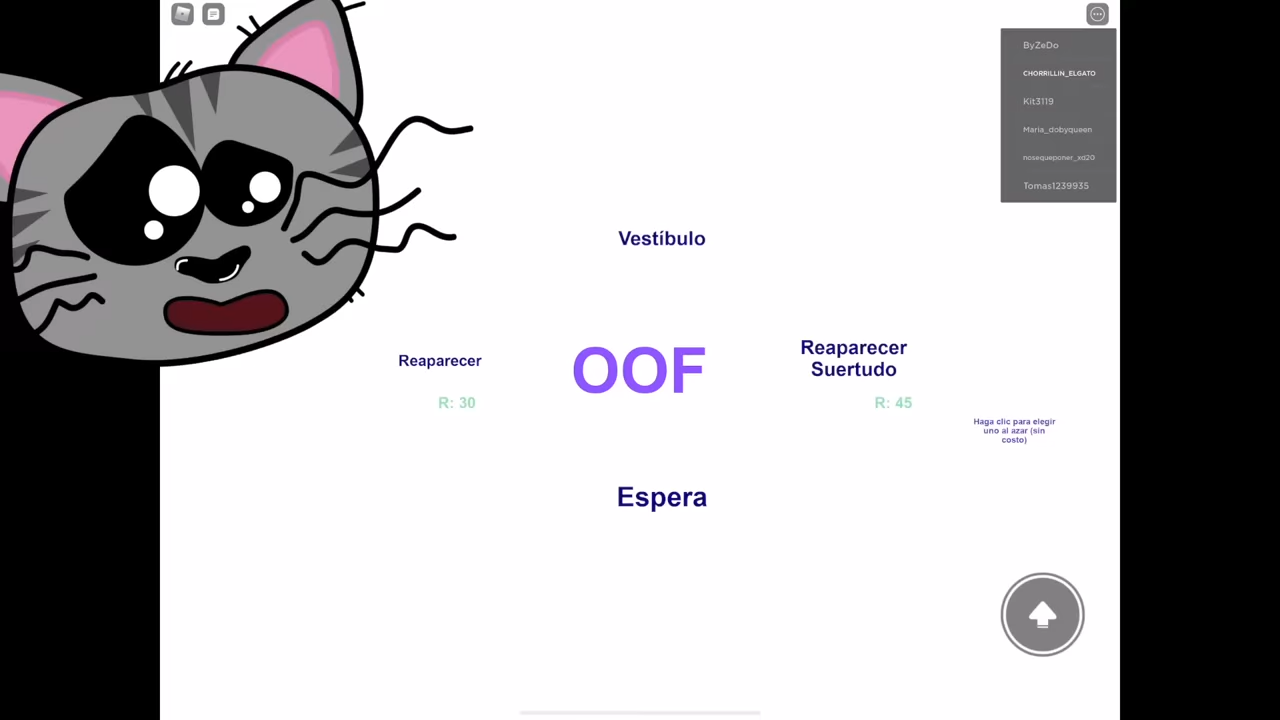 ByZeDo
CHORRILLIN_ELGATO
Kit3119
Maria_dobyqueen
nosequeponer_xd20
Tomas1239935
Vestíbulo
Reaparecer
R: 30
OOF
Reaparecer
Suertudo
R: 45
Haga clic para elegir
uno al azar (sin
costo)
Espera